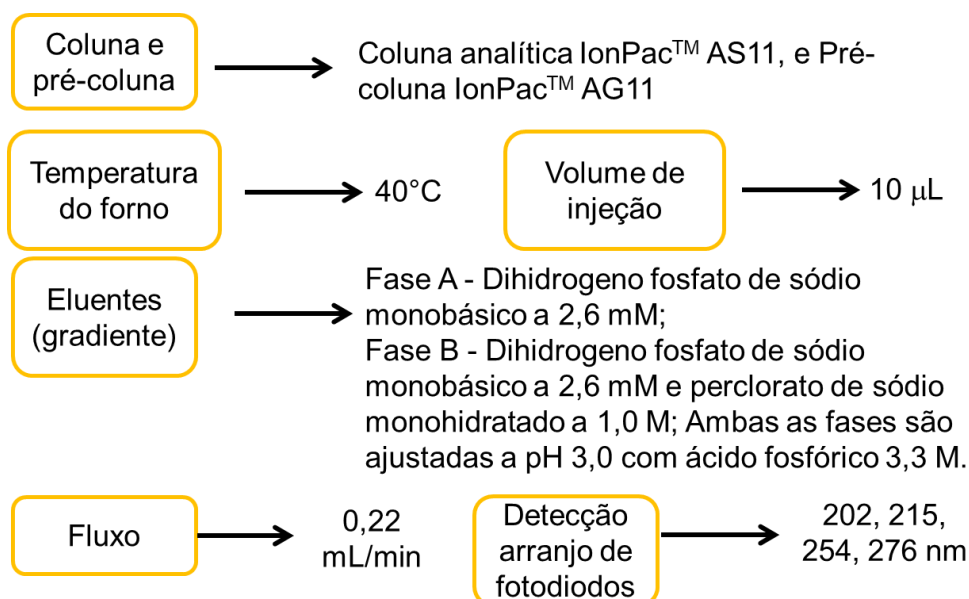 Coluna e
pré-coluna
Coluna analítica IonPac™ AS11, e Pré-
coluna IonPac™ AG11
Temperatura
do forno
40°C
Volume de
injeção
10 µL
Eluentes
(gradiente)
Fase A - Dihidrogeno fosfato de sódio
monobásico a 2,6 mM;
Fase B - Dihidrogeno fosfato de sódio
monobásico a 2,6 mM e perclorato de sódio
monohidratado a 1,0 M; Ambas as fases são
ajustadas a pH 3,0 com ácido fosfórico 3,3 M.
Fluxo
0,22
mL/min
Detecção
arranjo de
fotodiodos
202, 215,
254, 276 nm